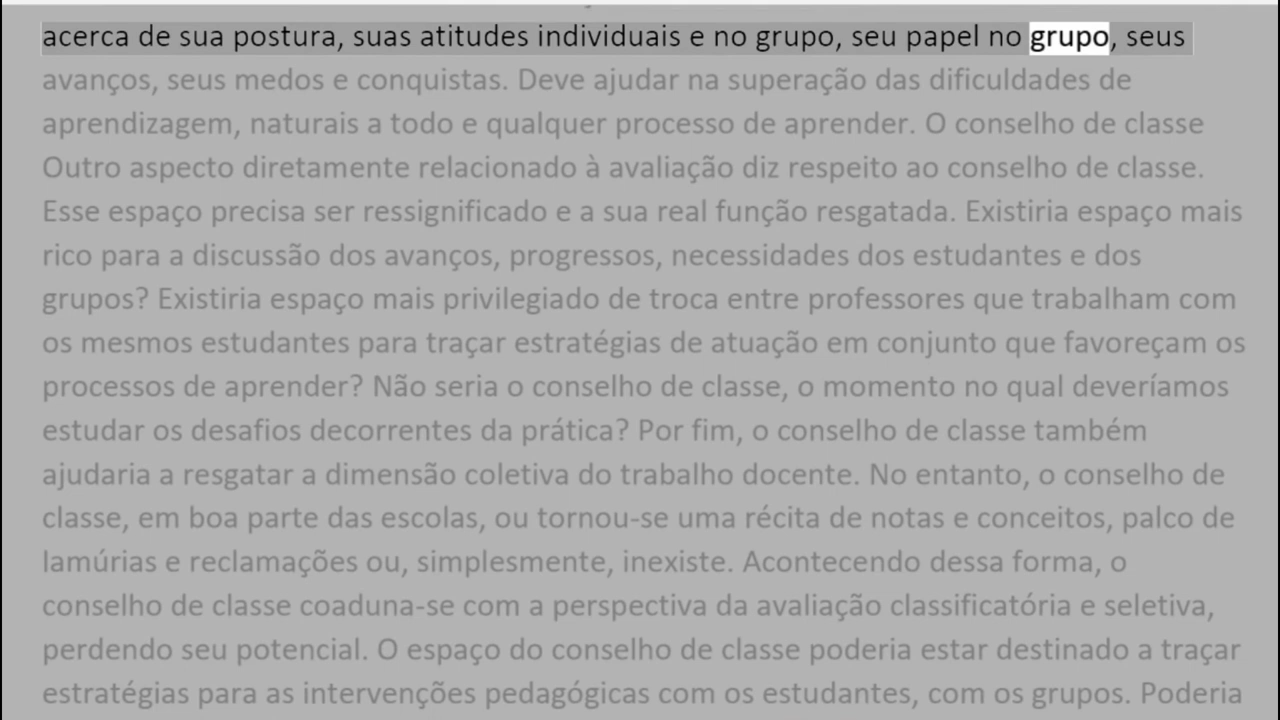 acerca de sua postura, suas atitudes individuais e no grupo, seu papel no grupo, seus
avanços, seus medos e conquistas. Deve ajudar na superação das dificuldades de
aprendizagem, naturais a todo e qualquer processo de aprender. O conselho de classe
Outro aspecto diretamente relacionado à avaliação diz respeito ao conselho de classe.
Esse espaço precisa ser ressignificado e a sua real função resgatada. Existiria espaço mais
rico para a discussão dos avanços, progressos, necessidades dos estudantes e dos
grupos? Existiria espaço mais privilegiado de troca entre professores que trabalham com
os mesmos estudantes para traçar estratégias de atuação em conjunto que favoreçam os
processos de aprender? Não seria o conselho de classe, o momento no qual deveríamos
estudar os desafios decorrentes da prática? Por fim, o conselho de classe também
ajudaria a resgatar a dimensão coletiva do trabalho docente. No entanto, o conselho de
classe, em boa parte das escolas, ou tornou-se uma récita de notas e conceitos, palco de
lamúrias e reclamações ou, simplesmente, inexiste. Acontecendo dessa forma, o
conselho de classe coaduna-se com a perspectiva da avaliação classificatória e seletiva,
perdendo seu potencial. O espaço do conselho de classe poderia estar destinado a traçar
estratégias para as intervenções pedagógicas com os estudantes, com os grupos. Poderia